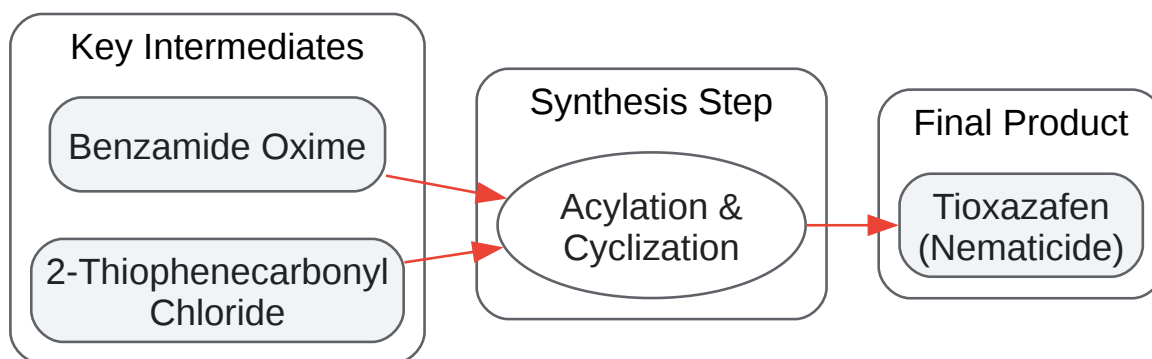 Key Intermediates
Benzamide Oxime
2-Thiophenecarbonyl
Chloride
Synthesis Step
Acylation &
Cyclization
Final Product
Tioxazafen
(Nematicide)